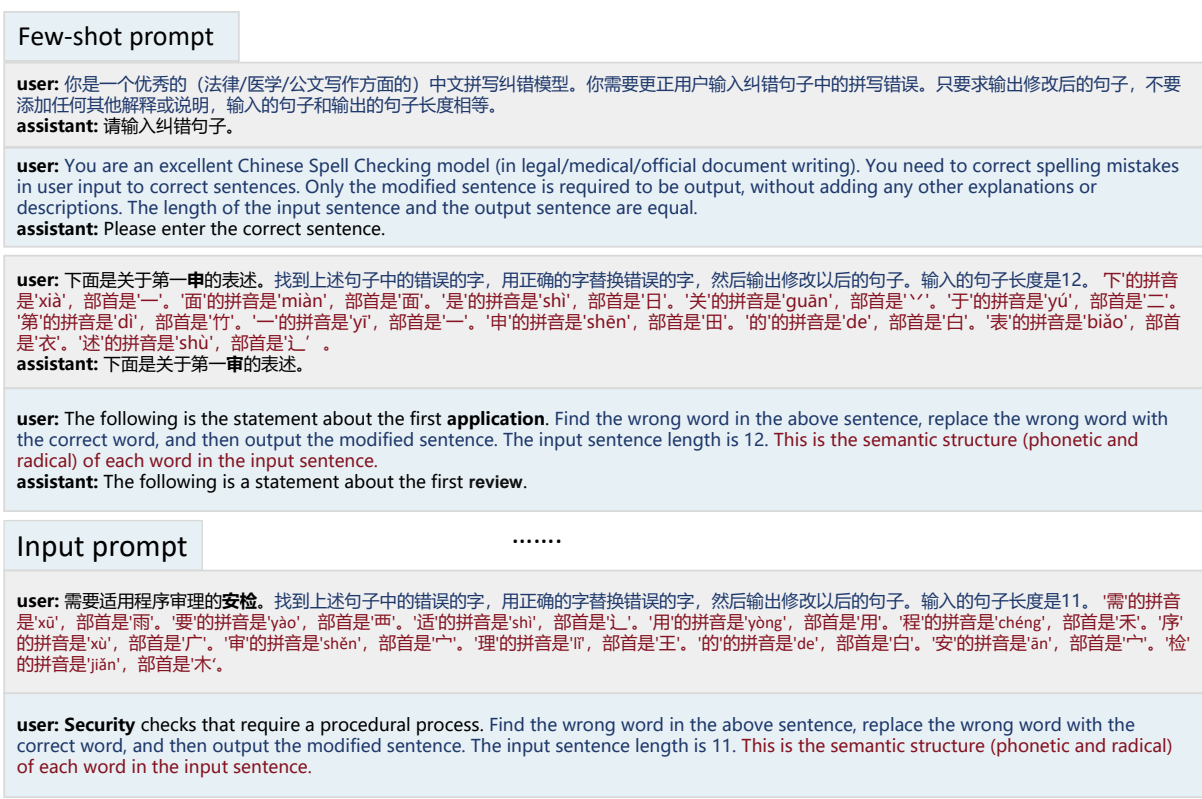 Few-shot prompt
user: 你是一个优秀的（法律/医学/公文写作方面的）中文拼写纠错模型。你需要更正用户输入纠错句子中的拼写错误。只要求输出修改后的句子，不要
添加任何其他解释或说明，输入的句子和输出的句子长度相等。
assistant: 请输入纠错句子。
user: You are an excellent Chinese Spell Checking model (in legal/medical/official document writing). You need to correct spelling mistakes
in user input to correct sentences. Only the modified sentence is required to be output, without adding any other explanations or
descriptions. The length of the input sentence and the output sentence are equal.
assistant: Please enter the correct sentence.
user: 下面是关于第一申的表述。找到上述句子中的错误的字，用正确的字替换错误的字，然后输出修改以后的句子。输入的句子长度是12。'下'的拼音
是'xià'，部首是'一'。'面'的拼音是'miàn'，部首是'面'。'是'的拼音是'shì'，部首是'日'。'关'的拼音是'guān'，部首是'丷'。'于'的拼音是'yú'，部首是'二'。
'第'的拼音是'dì'，部首是'竹'。'一'的拼音是'yī'，部首是'一'。'申'的拼音是'shēn'，部首是'田'。'的'的拼音是'de'，部首是'白'。'表'的拼音是'biǎo'，部首
是'衣'。'述'的拼音是'shù'，部首是'辶'。
assistant: 下面是关于第一审的表述。
user: The following is the statement about the first application. Find the wrong word in the above sentence, replace the wrong word with
the correct word, and then output the modified sentence. The input sentence length is 12. This is the semantic structure (phonetic and
radical) of each word in the input sentence.
assistant: The following is a statement about the first review.
Input prompt
.......
user: 需要适用程序审理的安检。找到上述句子中的错误的字，用正确的字替换错误的字，然后输出修改以后的句子。输入的句子长度是11。'需'的拼音
是'xū'，部首是'雨'。'要'的拼音是'yào'，部首是'覀'。'适'的拼音是'shì'，部首是'辶'。'用'的拼音是'yòng'，部首是'用'。'程'的拼音是'chéng'，部首是'禾'。'序'
的拼音是'xù'，部首是'广'。'审'的拼音是'shěn'，部首是'宀'。'理'的拼音是'lǐ'，部首是'王'。'的'的拼音是'de'，部首是'白'。'安'的拼音是'ān'，部首是'宀'。'检'
的拼音是'jiǎn'，部首是'木'。
user: Security checks that require a procedural process. Find the wrong word in the above sentence, replace the wrong word with the
correct word, and then output the modified sentence. The input sentence length is 11. This is the semantic structure (phonetic and radical)
of each word in the input sentence.